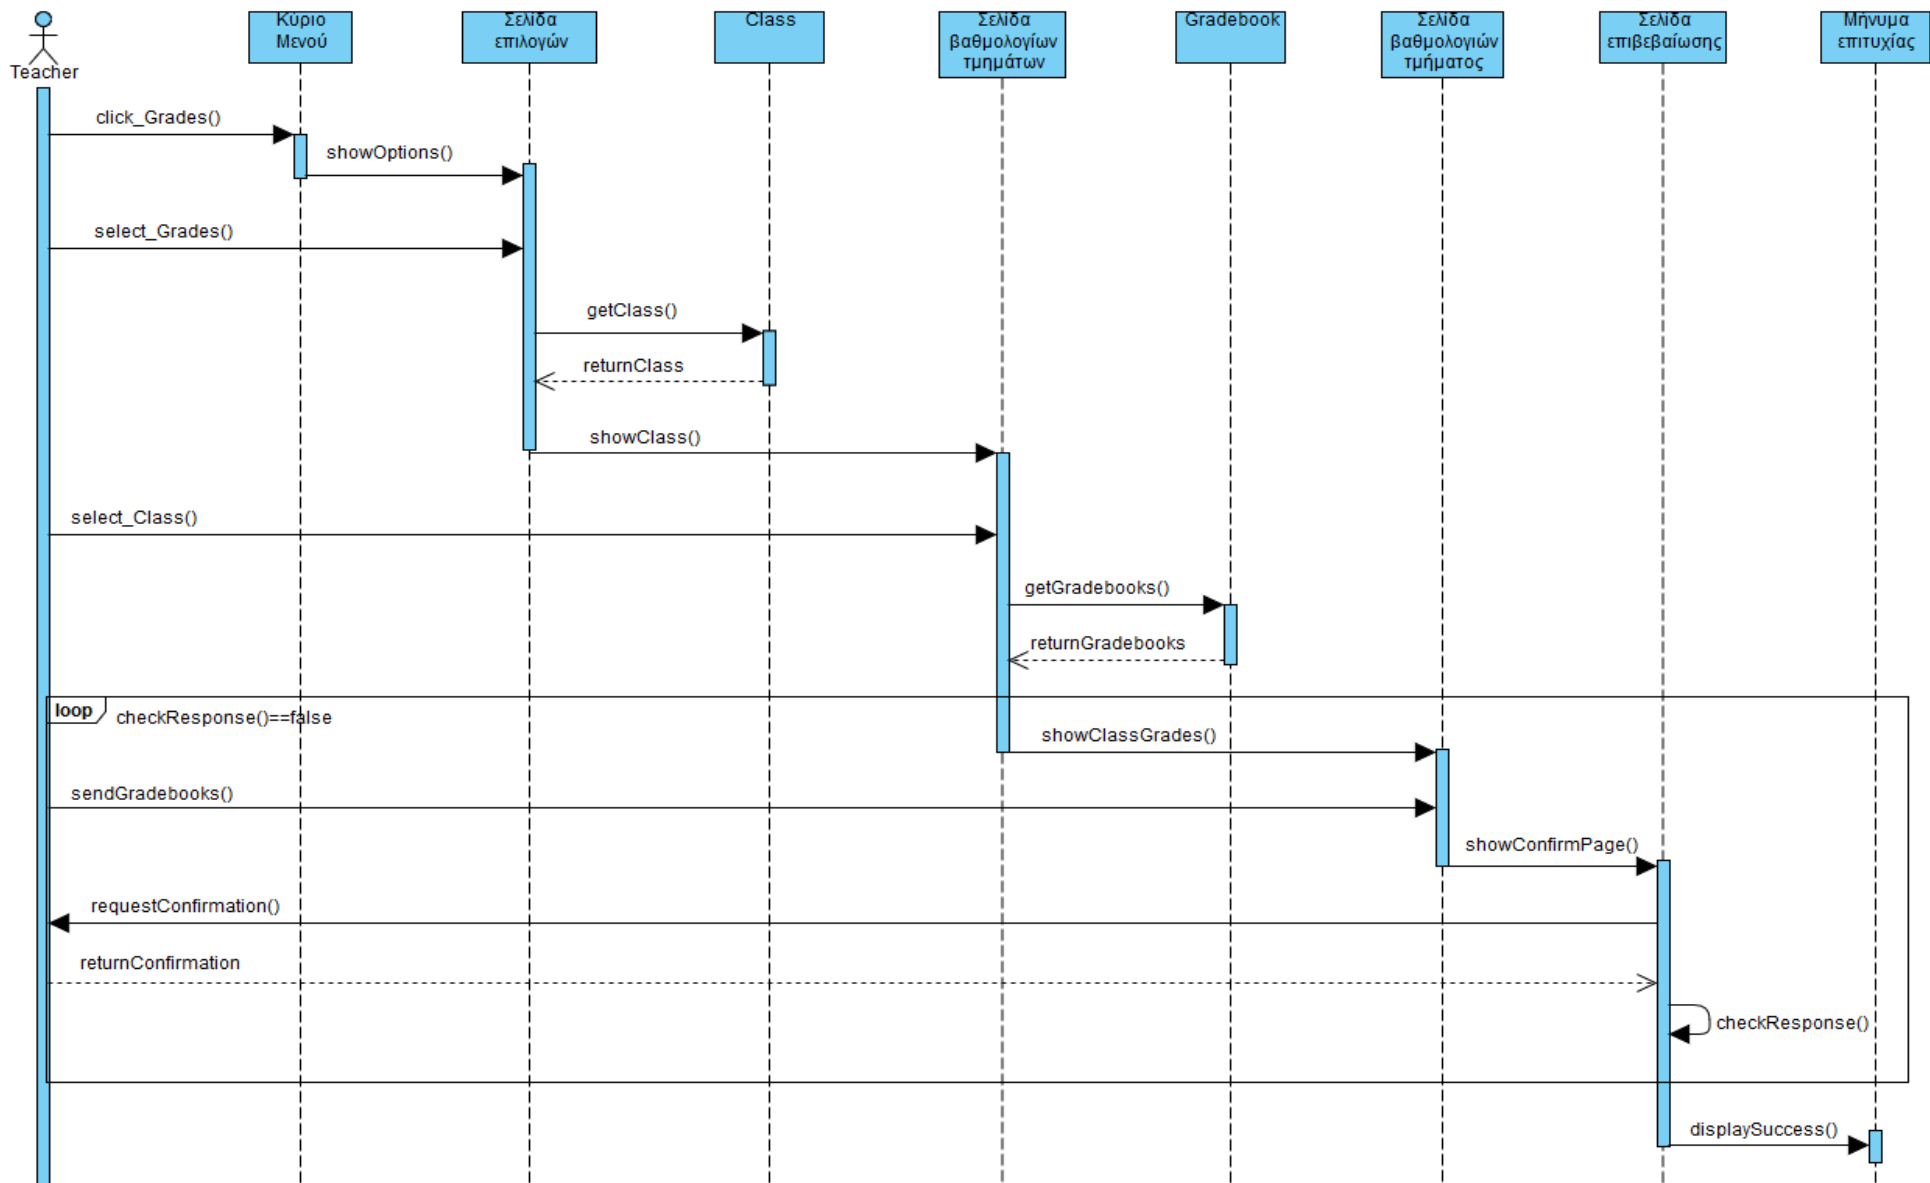 Teacher
Κύριο
Μενού
Σελίδα
επιλογών
Class
Σελίδα
βαθμολογίων
τμημάτων
Gradebook
Σελίδα
βαθμολογιών
τμήματος
Σελίδα
επιβεβαίωσης
Μήνυμα
επιτυχίας
click_Grades()
showOptions()
select_Grades()
getClass()
returnClass
showClass()
select_Class()
getGradebooks()
returnGradebooks
loop
checkResponse()==false
showClassGrades()
sendGradebooks()
showConfirmPage()
requestConfirmation()
returnConfirmation
checkResponse()
displaySuccess()